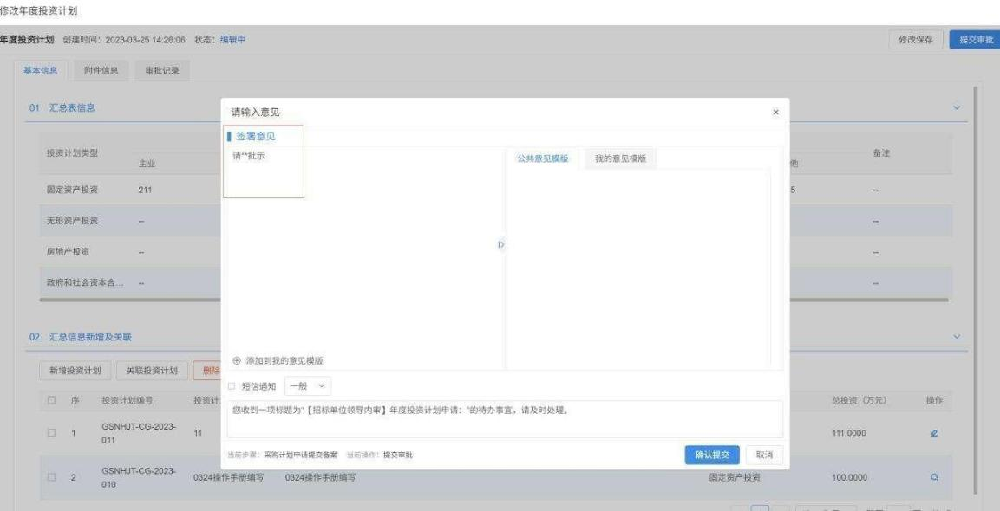 修改年度投资计划
年度投资计划 创建时间：2023-03-25 14:26:06 状态：编辑中 修改保存 提交审批
基本信息 附件信息 审批记录
01 汇总表信息
请输入意见 ×
签署意见
请**批示
公共意见模版 我的意见模版
投资计划类型 主业 他 备注
固定资产投资 211 5 --
无形资产投资 -- --
房地产投资 -- --
政府和社会资本合... -- --
添加到我的意见模版
02 汇总信息新增及关联
新增投资计划 关联投资计划 删除
短信通知 一般
您收到一项标题为"【招标单位领导内审】年度投资计划申请："的待办事宜，请及时处理。
当前步骤：采购计划申请提交备案 当前操作：提交审批
确认提交 取消
序 投资计划编号 投资计 总投资（万元） 操作
1 GSNHJT-CG-2023-011 11 111.0000
2 GSNHJT-CG-2023-010 0324操作手册编写 0324操作手册编写 固定资产投资 100.0000